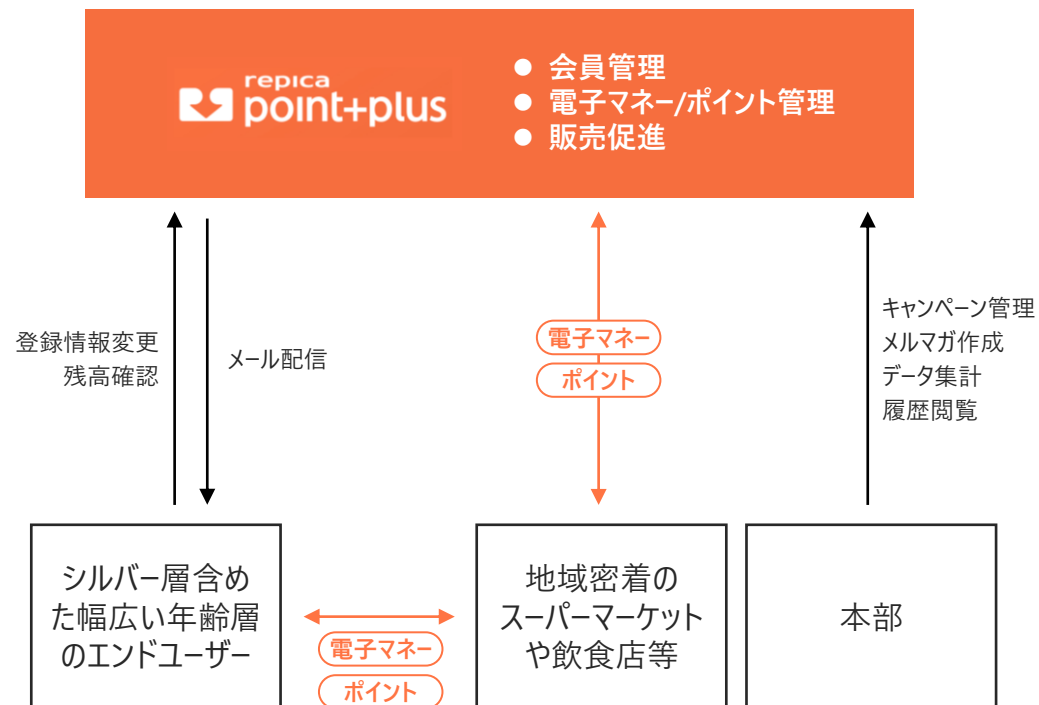 repica
point+plus
● 会員管理
● 電子マネー/ポイント管理
● 販売促進
登録情報変更
残高確認
メール配信
電子マネー
ポイント
キャンペーン管理
メルマガ作成
データ集計
履歴閲覧
シルバー層含め
た幅広い年齢層
のエンドユーザー
電子マネー
ポイント
地域密着の
スーパーマーケット
や飲食店等
本部